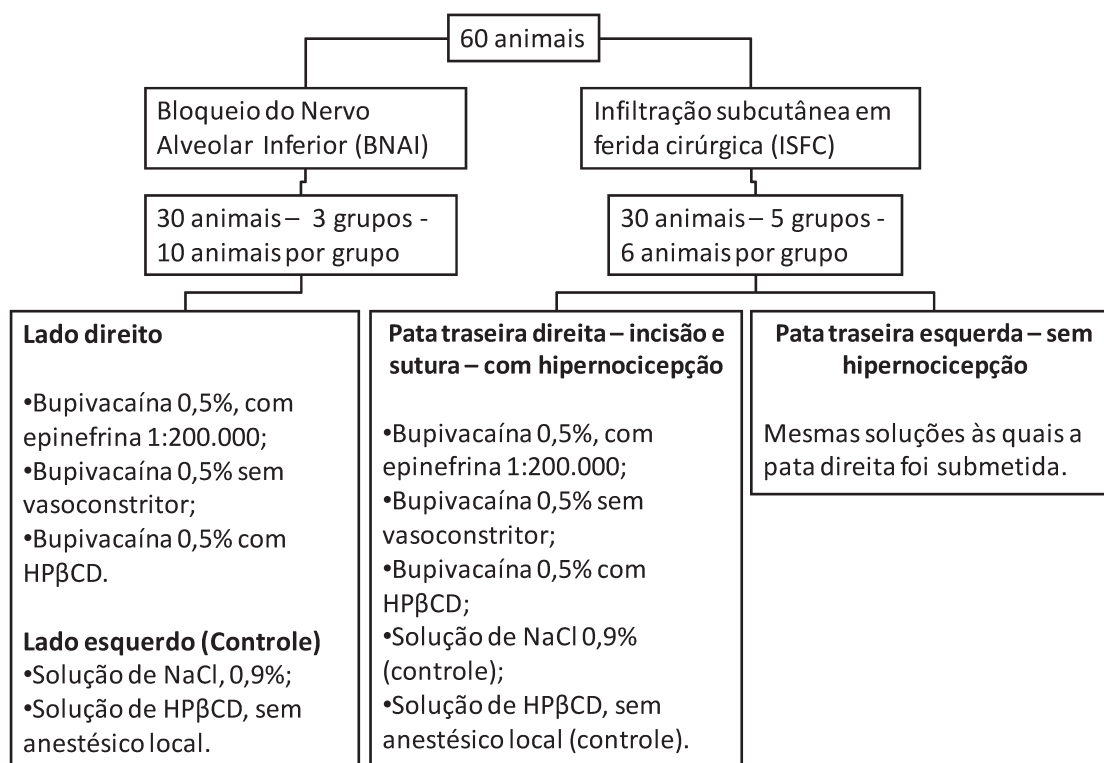 60 animais
Bloqueio do Nervo
Alveolar Inferior (BNAI)
Infiltração subcutânea em
ferida cirúrgica (ISFC)
30 animais – 3 grupos -
10 animais por grupo
30 animais – 5 grupos -
6 animais por grupo
Lado direito
•Bupivacaína 0,5%, com
epinefrina 1:200.000;
•Bupivacaína 0,5% sem
vasoconstritor;
•Bupivacaína 0,5% com
HPβCD.
Lado esquerdo (Controle)
•Solução de NaCl, 0,9%;
•Solução de HPβCD, sem
anestésico local.
Pata traseira direita – incisão e
sutura – com hipernocicepção
•Bupivacaína 0,5%, com
epinefrina 1:200.000;
•Bupivacaína 0,5% sem
vasoconstritor;
•Bupivacaína 0,5% com
HPβCD;
•Solução de NaCl 0,9%
(controle);
•Solução de HPβCD, sem
anestésico local (controle).
Pata traseira esquerda – sem
hipernocicepção
Mesmas soluções às quais a
pata direita foi submetida.